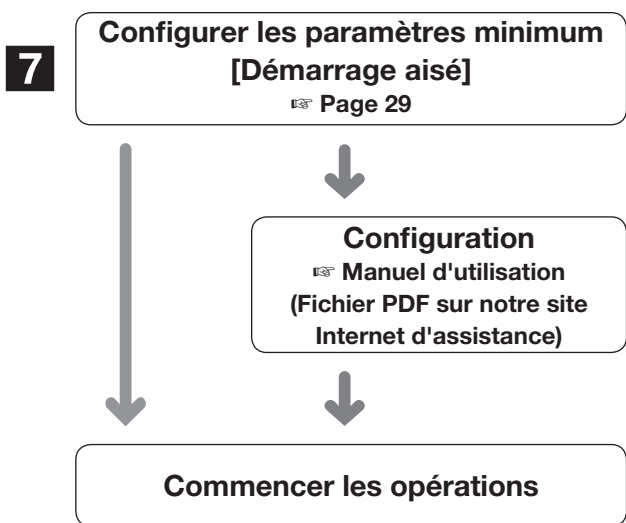 7
Configurer les paramètres minimum
[Démarrage aisé]
☞ Page 29
Configuration
☞ Manuel d'utilisation
(Fichier PDF sur notre site
Internet d'assistance)
Commencer les opérations